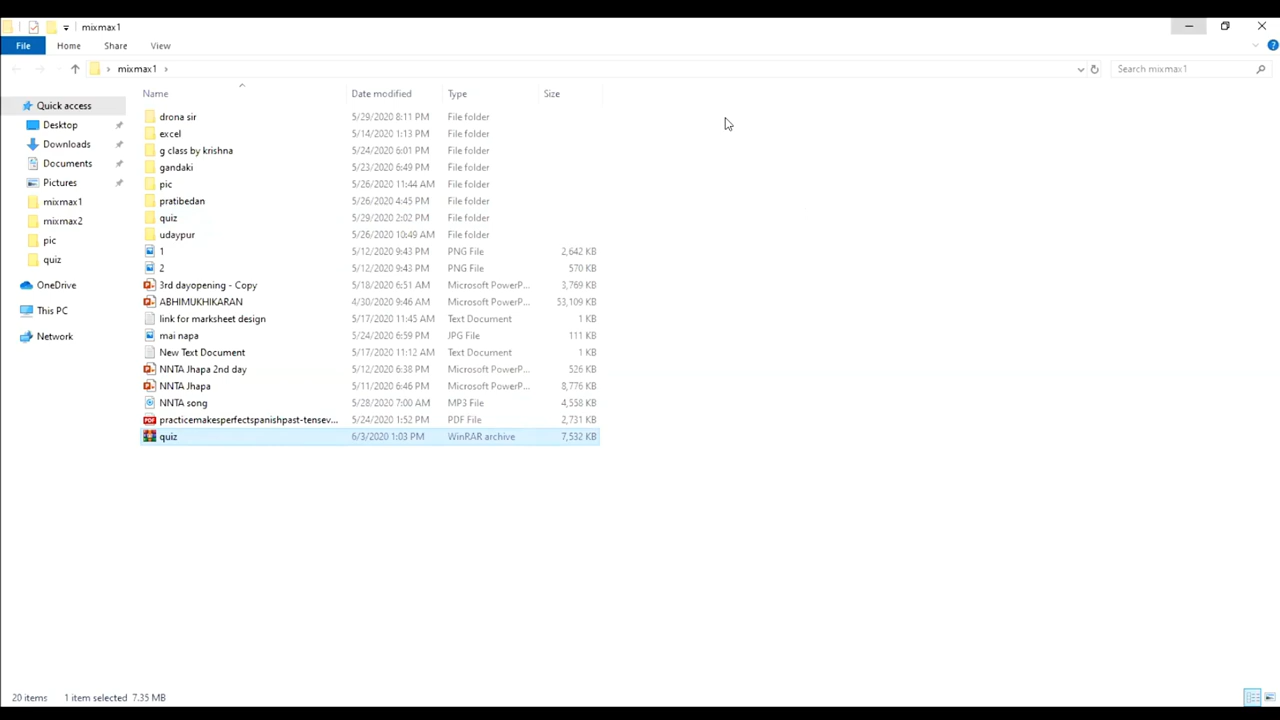 mixmax1
File Home Share View
mixmax1 Search mixmax1
Name Date modified Type Size
Quick access
Desktop
Downloads
Documents
Pictures
mixmax1
mixmax2
pic
quiz
OneDrive
This PC
Network
drona sir 5/29/2020 8:11 PM File folder
excel 5/14/2020 1:13 PM File folder
g class by krishna 5/24/2020 6:01 PM File folder
gandaki 5/23/2020 6:49 PM File folder
pic 5/26/2020 11:44 AM File folder
pratibedan 5/26/2020 4:45 PM File folder
quiz 5/29/2020 2:02 PM File folder
udaypur 5/26/2020 10:49 AM File folder
1 5/12/2020 9:43 PM PNG File 2,642 KB
2 5/12/2020 9:43 PM PNG File 570 KB
3rd dayopening - Copy 5/18/2020 6:51 AM Microsoft PowerP... 3,769 KB
ABHIMUKHIKARAN 4/30/2020 9:46 AM Microsoft PowerP... 53,109 KB
link for marksheet design 5/17/2020 11:45 AM Text Document 1 KB
mai napa 5/24/2020 6:59 PM JPG File 111 KB
New Text Document 5/17/2020 11:12 AM Text Document 1 KB
NNTA Jhapa 2nd day 5/12/2020 6:38 PM Microsoft PowerP... 526 KB
NNTA Jhapa 5/11/2020 6:46 PM Microsoft PowerP... 8,776 KB
NNTA song 5/28/2020 7:00 AM MP3 File 4,558 KB
practicemakesperfectspanishpast-tensev... 5/24/2020 1:52 PM PDF File 2,731 KB
quiz 6/3/2020 1:03 PM WinRAR archive 7,532 KB
20 items 1 item selected 7.35 MB